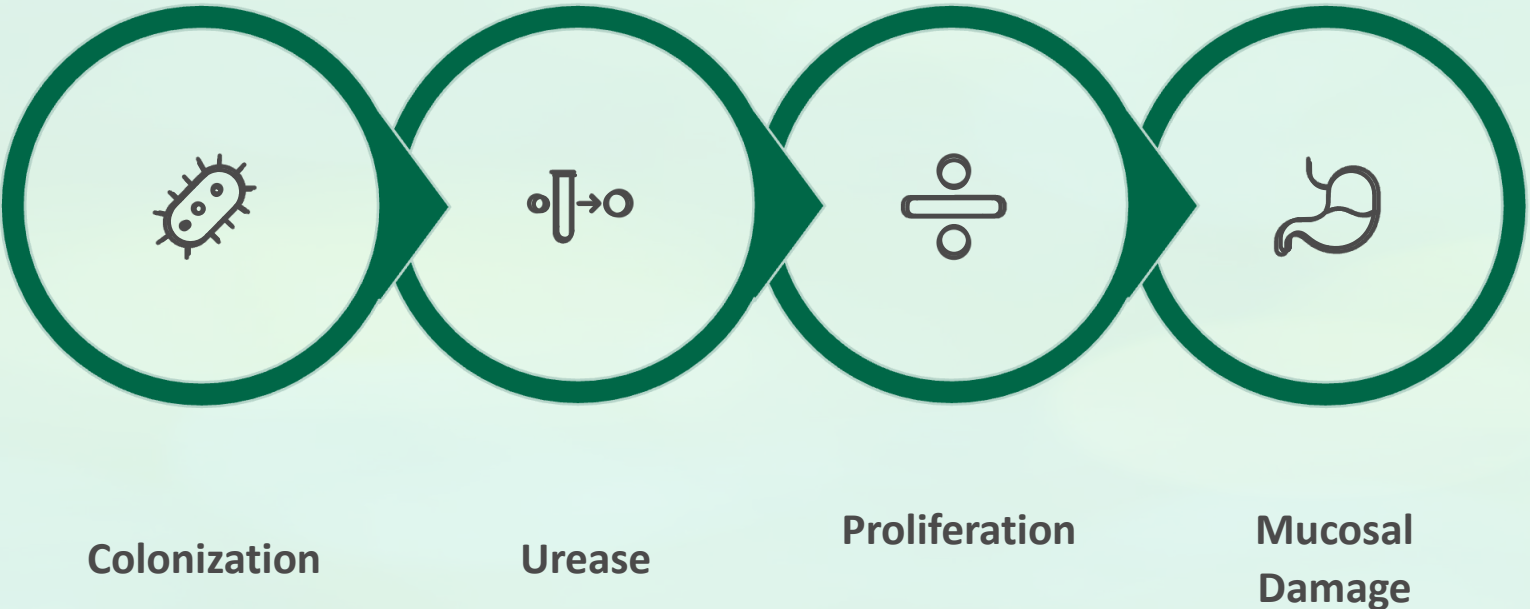 Colonization
Urease
Proliferation
Mucosal
Damage